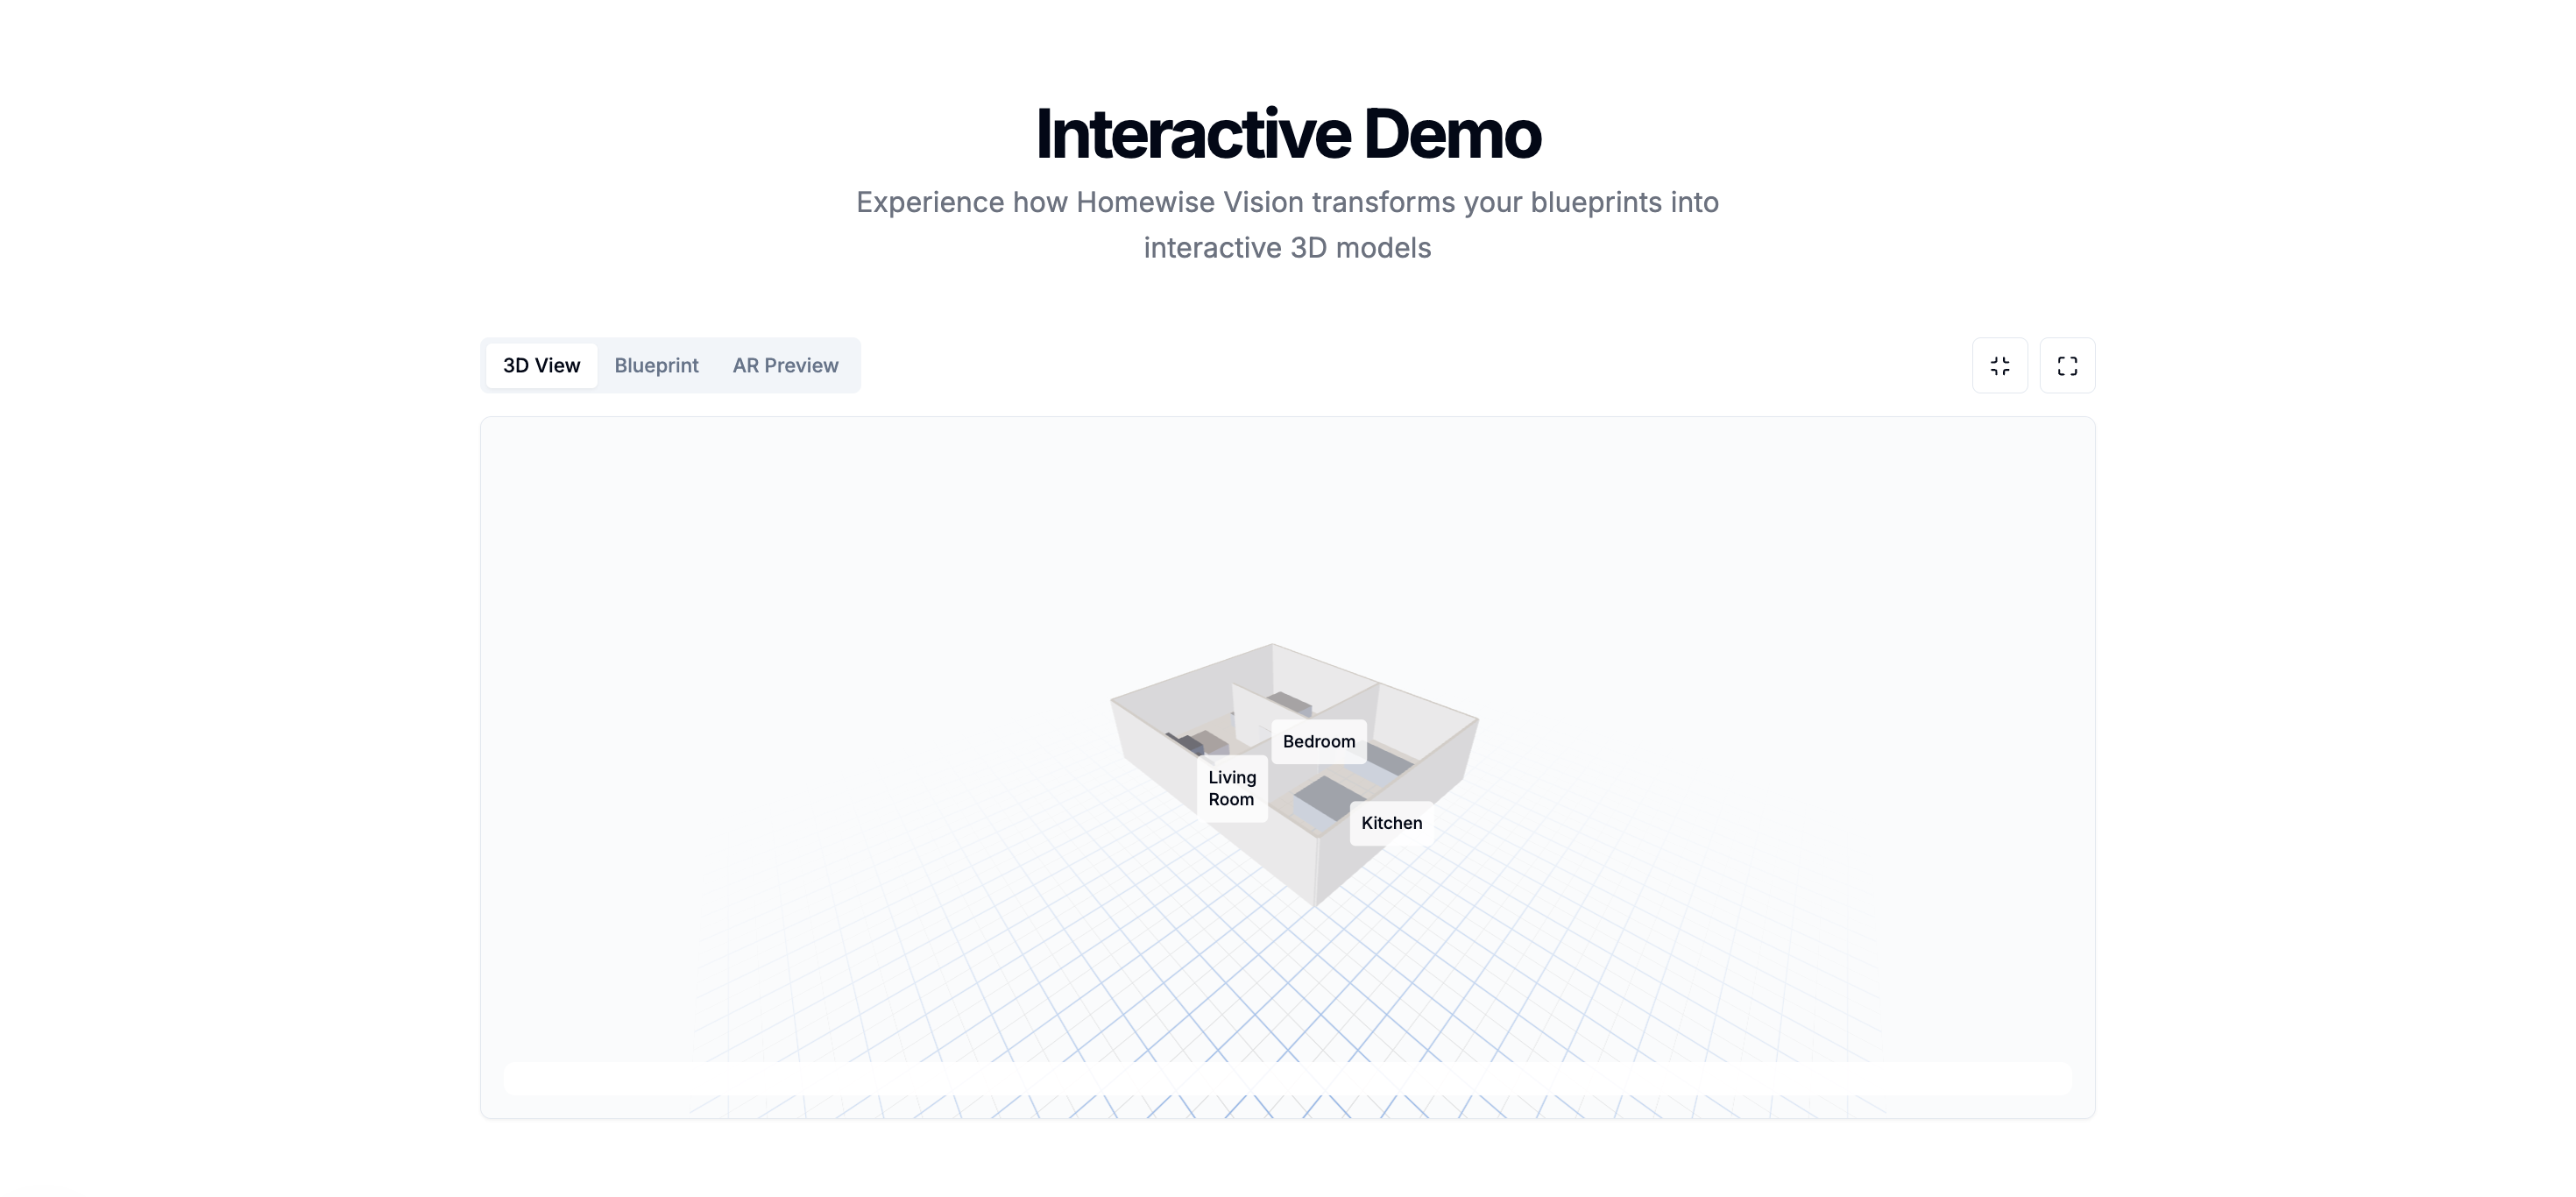 Interactive Demo
Experience how Homewise Vision transforms your blueprints into
interactive 3D models
3D View
Blueprint
AR Preview
Bedroom
Living
Room
Kitchen